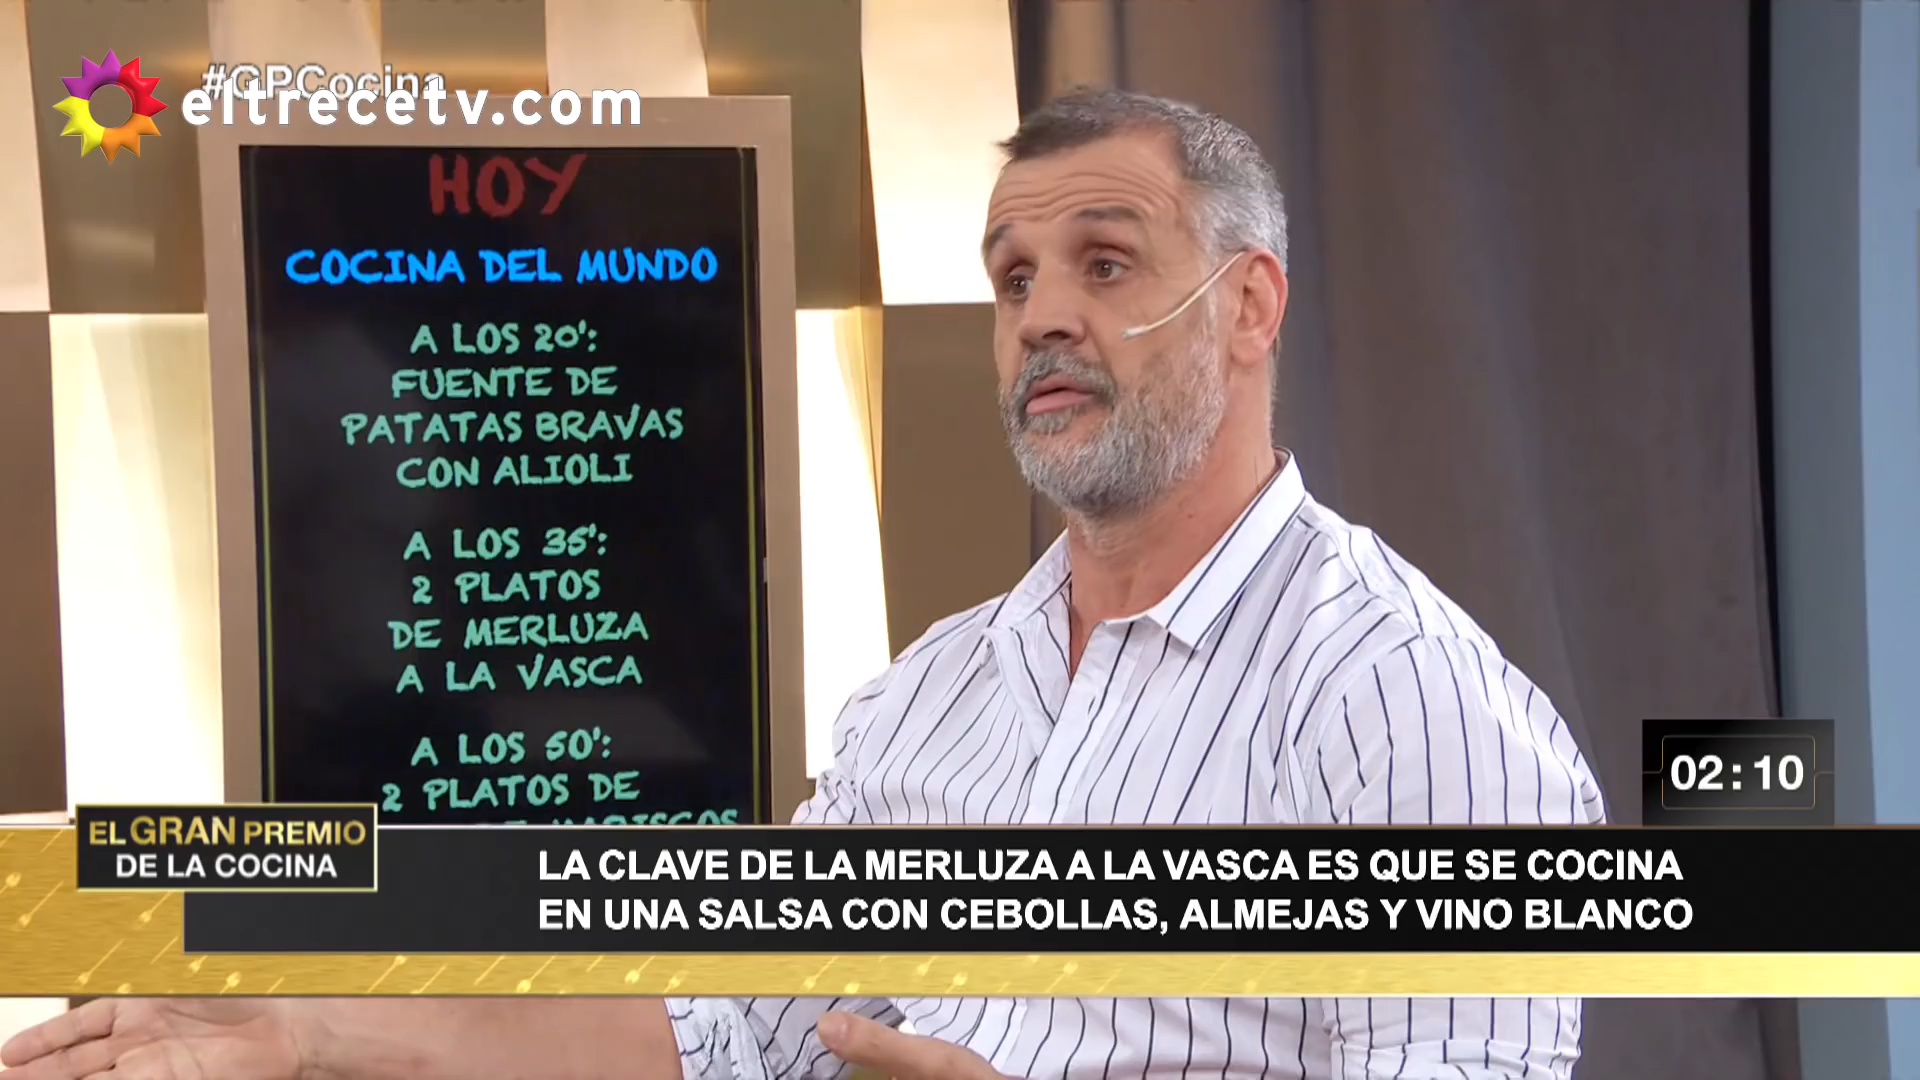 #GPCocina
eltrecetv.com
HOY
COCINA DEL MUNDO
A LOS 20':
FUENTE DE
PATATAS BRAVAS
CON ALIOLI
A LOS 35':
2 PLATOS
DE MERLUZA
A LA VASCA
A LOS 50':
2 PLATOS DE
MARISCOS
02:10
EL GRAN PREMIO
DE LA COCINA
LA CLAVE DE LA MERLUZA A LA VASCA ES QUE SE COCINA
EN UNA SALSA CON CEBOLLAS, ALMEJAS Y VINO BLANCO